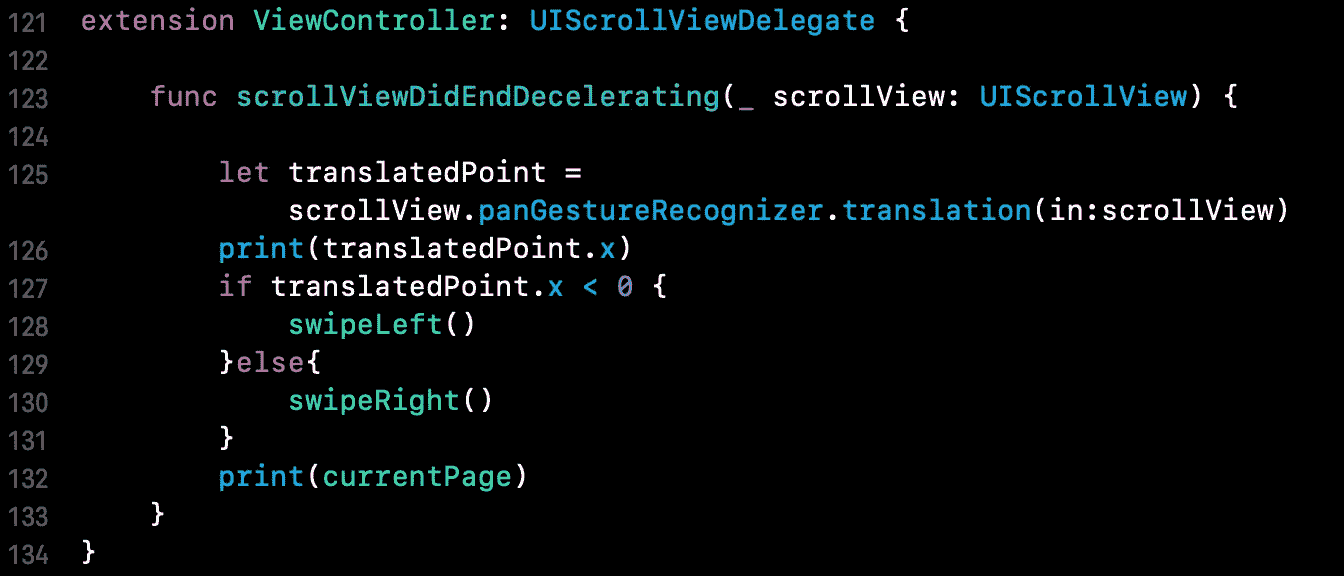 121 extension ViewController: UIScrollViewDelegate {
122
123     func scrollViewDidEndDecelerating(_ scrollView: UIScrollView) {
124
125         let translatedPoint =
            scrollView.panGestureRecognizer.translation(in:scrollView)
126         print(translatedPoint.x)
127         if translatedPoint.x < 0 {
128             swipeLeft()
129         }else{
130             swipeRight()
131         }
132         print(currentPage)
133     }
134 }